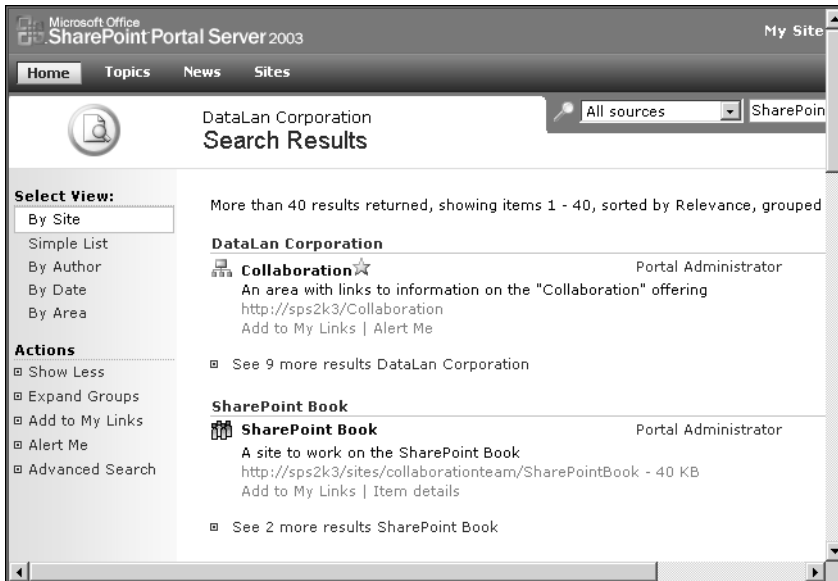 Microsoft Office
SharePoint Portal Server 2003
My Site
Home Topics News Sites
DataLan Corporation
Search Results
All sources
SharePoin
Select View:
By Site
Simple List
By Author
By Date
By Area
Actions
Show Less
Expand Groups
Add to My Links
Alert Me
Advanced Search
More than 40 results returned, showing items 1 - 40, sorted by Relevance, grouped
DataLan Corporation
Collaboration Portal Administrator
An area with links to information on the "Collaboration" offering
http://sps2k3/Collaboration
Add to My Links | Alert Me
See 9 more results DataLan Corporation
SharePoint Book
SharePoint Book Portal Administrator
A site to work on the SharePoint Book
http://sps2k3/sites/collaborationteam/SharePointBook - 40 KB
Add to My Links | Item details
See 2 more results SharePoint Book